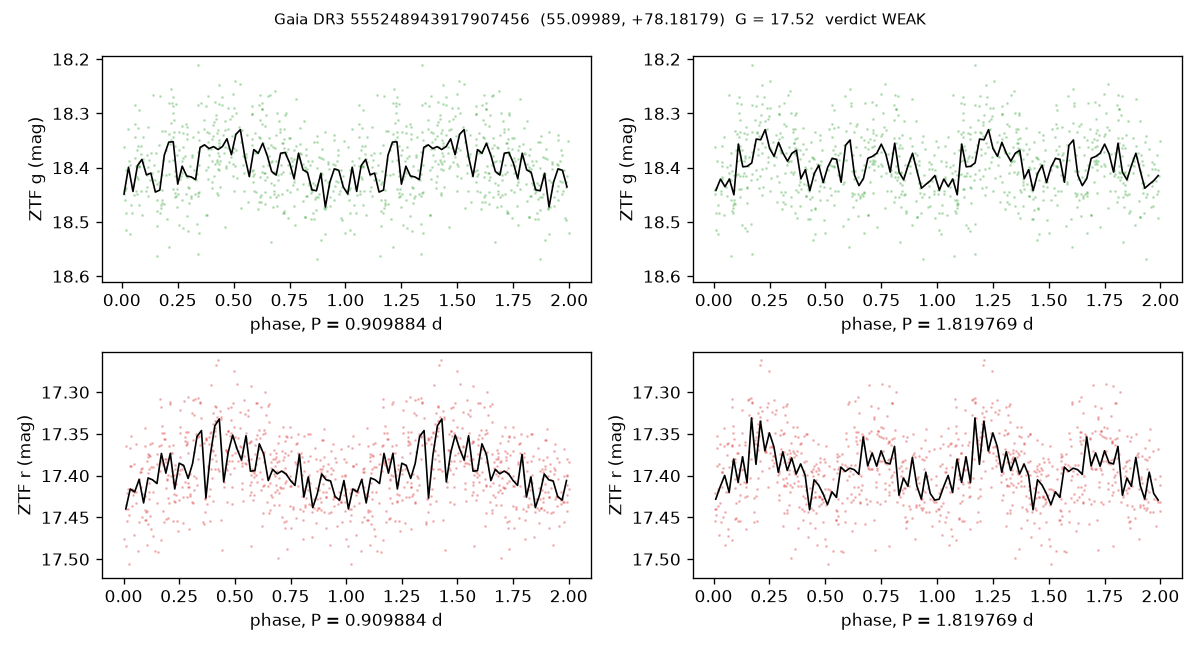 Gaia DR3 555248943917907456  (55.09989, +78.18179)  G = 17.52  verdict WEAK
ZTF g (mag)
18.2
18.3
18.4
18.5
18.6
0.00 0.25 0.50 0.75 1.00 1.25 1.50 1.75 2.00
phase, P = 0.909884 d
ZTF g (mag)
18.2
18.3
18.4
18.5
18.6
0.00 0.25 0.50 0.75 1.00 1.25 1.50 1.75 2.00
phase, P = 1.819769 d
ZTF r (mag)
17.30
17.35
17.40
17.45
17.50
0.00 0.25 0.50 0.75 1.00 1.25 1.50 1.75 2.00
phase, P = 0.909884 d
ZTF r (mag)
17.30
17.35
17.40
17.45
17.50
0.00 0.25 0.50 0.75 1.00 1.25 1.50 1.75 2.00
phase, P = 1.819769 d